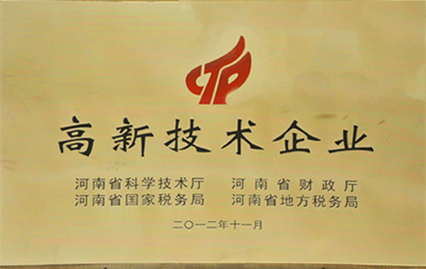 高新技术企业
河南省科学技术厅 河南省财政厅
河南省国家税务局 河南省地方税务局
二〇一二年十一月